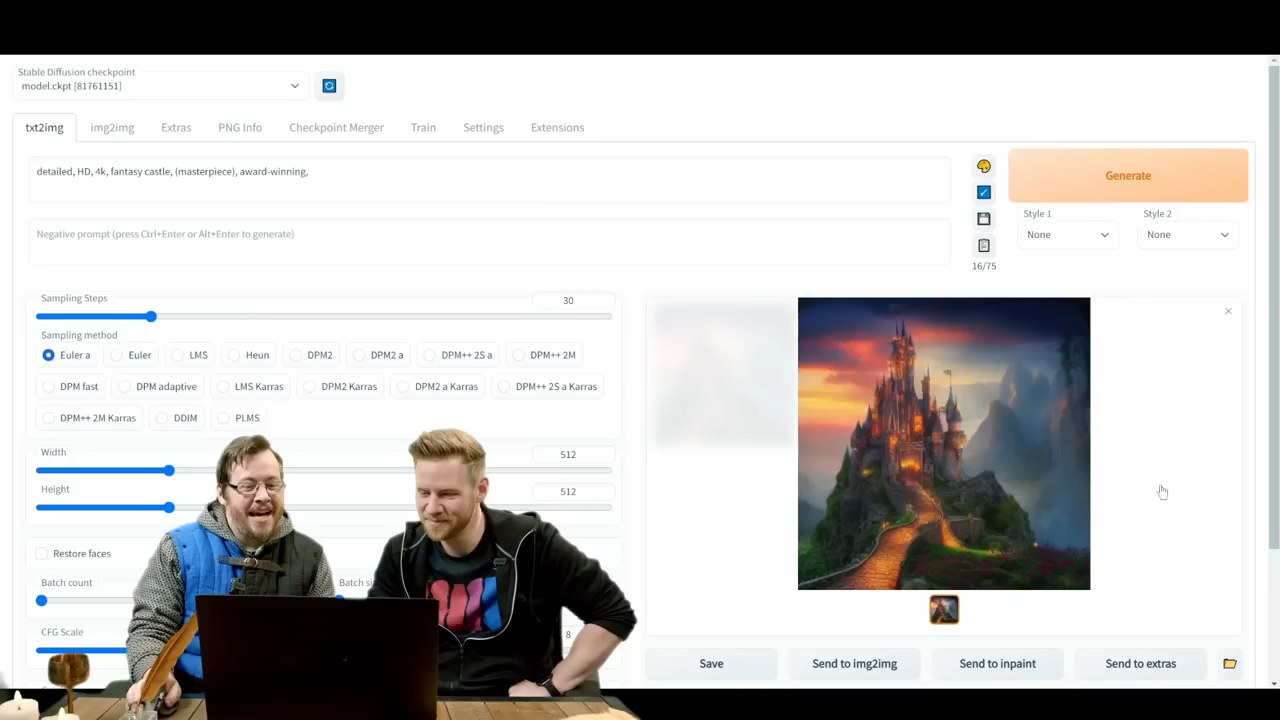 Stable Diffusion checkpoint
model.ckpt [81761151]
txt2img img2img Extras PNG Info Checkpoint Merger Train Settings Extensions
detailed, HD, 4k, fantasy castle, (masterpiece), award-winning,
Generate
Style 1 Style 2
None None
Negative prompt (press Ctrl+Enter or Alt+Enter to generate)
16/75
Sampling Steps 30
Sampling method
Euler a Euler LMS Heun DPM2 DPM2 a DPM++ 2S a DPM++ 2M
DPM fast DPM adaptive LMS Karras DPM2 Karras DPM2 a Karras DPM++ 2S a Karras
DPM++ 2M Karras DDIM PLMS
Width 512
Height 512
Restore faces
Batch count Batch
CFG Scale 8
Save Send to img2img Send to inpaint Send to extras